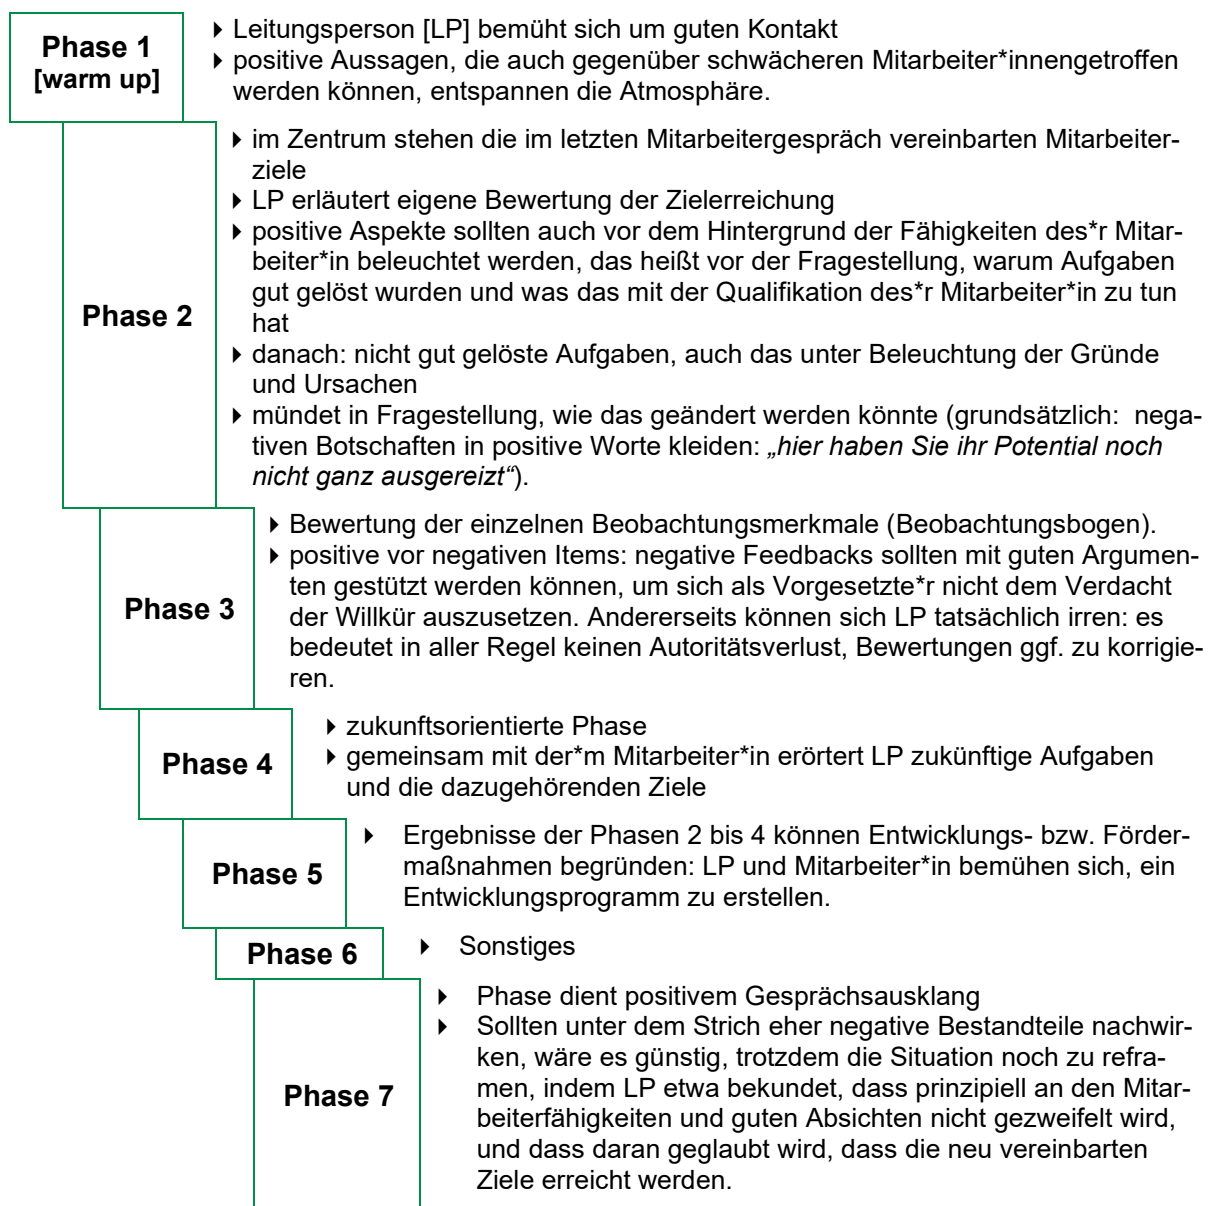 Phase 1
[warm up]
‣ Leitungsperson [LP] bemüht sich um guten Kontakt
‣ positive Aussagen, die auch gegenüber schwächeren Mitarbeiter*innengetroffen
werden können, entspannen die Atmosphäre.
Phase 2
‣ im Zentrum stehen die im letzten Mitarbeitergespräch vereinbarten Mitarbeiter-
ziele
‣ LP erläutert eigene Bewertung der Zielerreichung
‣ positive Aspekte sollten auch vor dem Hintergrund der Fähigkeiten des*r Mitar-
beiter*in beleuchtet werden, das heißt vor der Fragestellung, warum Aufgaben
gut gelöst wurden und was das mit der Qualifikation des*r Mitarbeiter*in zu tun
hat
‣ danach: nicht gut gelöste Aufgaben, auch das unter Beleuchtung der Gründe
und Ursachen
‣ mündet in Fragestellung, wie das geändert werden könnte (grundsätzlich: nega-
tiven Botschaften in positive Worte kleiden: „hier haben Sie ihr Potential noch
nicht ganz ausgereizt“).
Phase 3
‣ Bewertung der einzelnen Beobachtungsmerkmale (Beobachtungsbogen).
‣ positive vor negativen Items: negative Feedbacks sollten mit guten Argumen-
ten gestützt werden können, um sich als Vorgesetzte*r nicht dem Verdacht
der Willkür auszusetzen. Andererseits können sich LP tatsächlich irren: es
bedeutet in aller Regel keinen Autoritätsverlust, Bewertungen ggf. zu korrigie-
ren.
Phase 4
‣ zukunftsorientierte Phase
‣ gemeinsam mit der*m Mitarbeiter*in erörtert LP zukünftige Aufgaben
und die dazugehörenden Ziele
Phase 5
‣ Ergebnisse der Phasen 2 bis 4 können Entwicklungs- bzw. Förder-
maßnahmen begründen: LP und Mitarbeiter*in bemühen sich, ein
Entwicklungsprogramm zu erstellen.
Phase 6
‣ Sonstiges
Phase 7
‣ Phase dient positivem Gesprächsausklang
‣ Sollten unter dem Strich eher negative Bestandteile nachwir-
ken, wäre es günstig, trotzdem die Situation noch zu refra-
men, indem LP etwa bekundet, dass prinzipiell an den Mitar-
beiterfähigkeiten und guten Absichten nicht gezweifelt wird,
und dass daran geglaubt wird, dass die neu vereinbarten
Ziele erreicht werden.